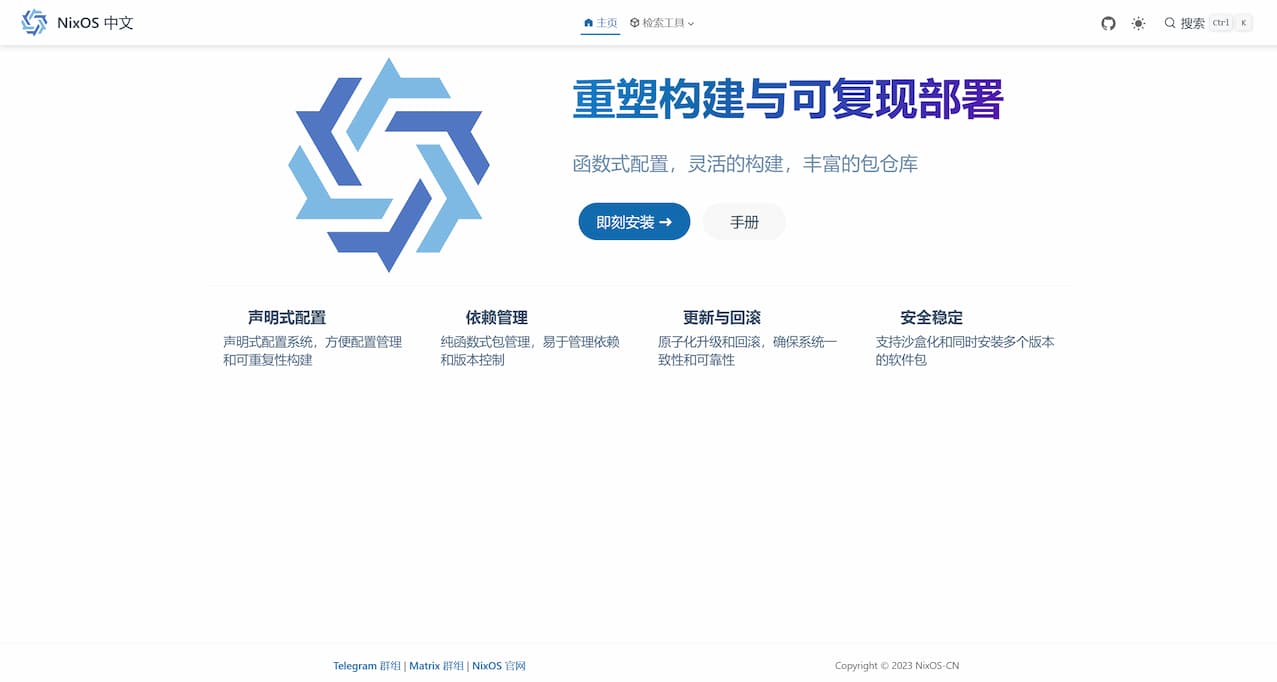 NixOS 中文
主页 检索工具
搜索 Ctrl K
重塑构建与可复现部署
函数式配置，灵活的构建，丰富的包仓库
即刻安装 → 手册
声明式配置
声明式配置系统，方便配置管理
和可重复性构建
依赖管理
纯函数式包管理，易于管理依赖
和版本控制
更新与回滚
原子化升级和回滚，确保系统一
致性和可靠性
安全稳定
支持沙盒化和同时安装多个版本
的软件包
Telegram 群组 | Matrix 群组 | NixOS 官网
Copyright © 2023 NixOS-CN